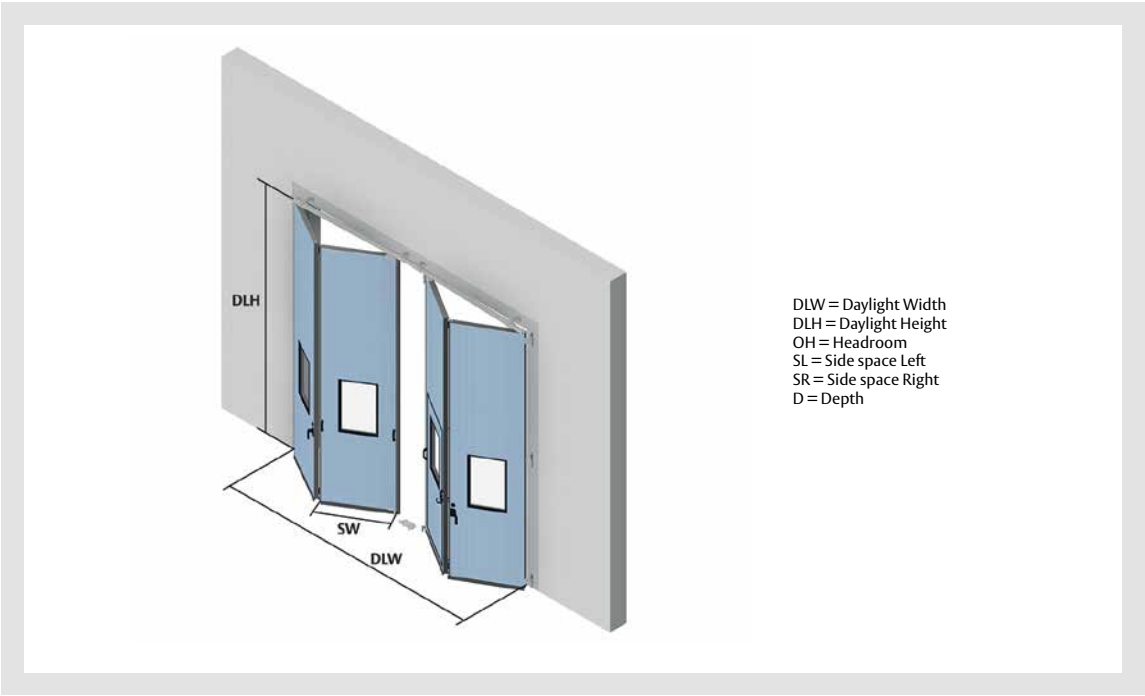 DLH
SW
DLW
DLW = Daylight Width
DLH = Daylight Height
OH = Headroom
SL = Side space Left
SR = Side space Right
D = Depth